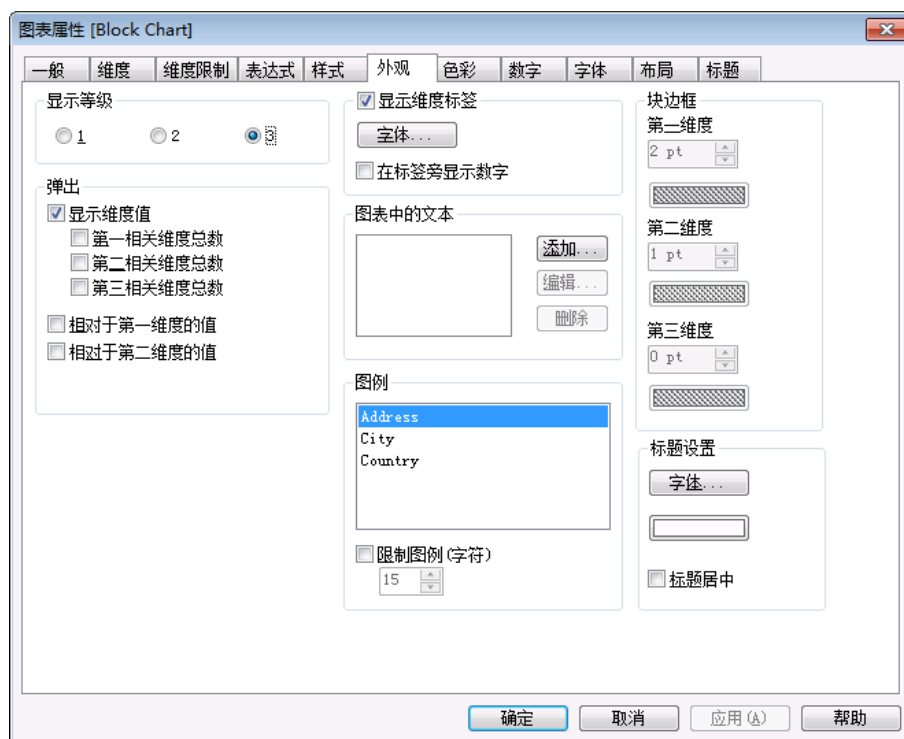 图表属性 [Block Chart]
一般 维度 维度限制 表达式 样式 外观 色彩 数字 字体 布局 标题
显示等级
1 2 3
弹出
显示维度值
第一相关维度总数
第二相关维度总数
第三相关维度总数
相对于第一维度的值
相对于第二维度的值
显示维度标签
字体...
在标签旁显示数字
图表中的文本
添加...
编辑...
删除
图例
Address
City
Country
限制图例(字符)
15
块边框
第一维度
2 pt
第二维度
1 pt
第三维度
0 pt
标题设置
字体...
标题居中
确定 取消 应用(A) 帮助